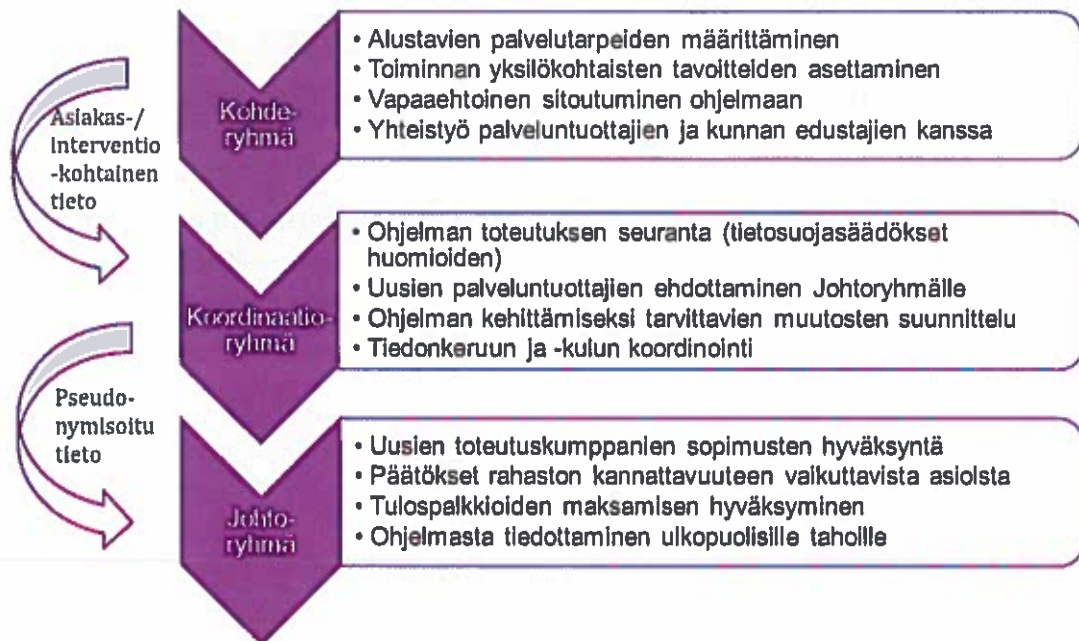 Asiakas-/
interventio
-kohtainen
tieto
Kohde-
ryhmä
• Alustavien palvelutarpeiden määrittäminen
• Toiminnan yksilökohtaisten tavoitteiden asettaminen
• Vapaaehtoinen sitoutuminen ohjelmaan
• Yhteistyö palveluntuottajien ja kunnan edustajien kanssa
Koordinaatio-
ryhmä
• Ohjelman toteutuksen seuranta (tietosuojasäädökset
huomioiden)
• Uusien palveluntuottajien ehdottaminen Johtoryhmälle
• Ohjelman kehittämiseksi tarvittavien muutosten suunnittelu
• Tiedonkeruun ja -kulun koordinointi
Pseudo-
nymisoitu
tieto
Johto-
ryhmä
• Uusien toteutuskumppanien sopimusten hyväksyntä
• Päätökset rahaston kannattavuuteen vaikuttavista asioista
• Tulospalkkioiden maksamisen hyväksyminen
• Ohjelmasta tiedottaminen ulkopuolisille tahoille